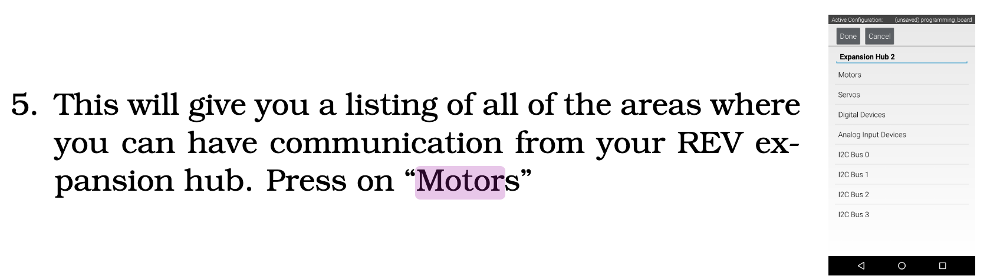 5. This will give you a listing of all of the areas where
you can have communication from your REV ex-
pansion hub. Press on “Motors”
Active Configuration: (unsaved) programming_board
Done Cancel
Expansion Hub 2
Motors
Servos
Digital Devices
Analog Input Devices
I2C Bus 0
I2C Bus 1
I2C Bus 2
I2C Bus 3